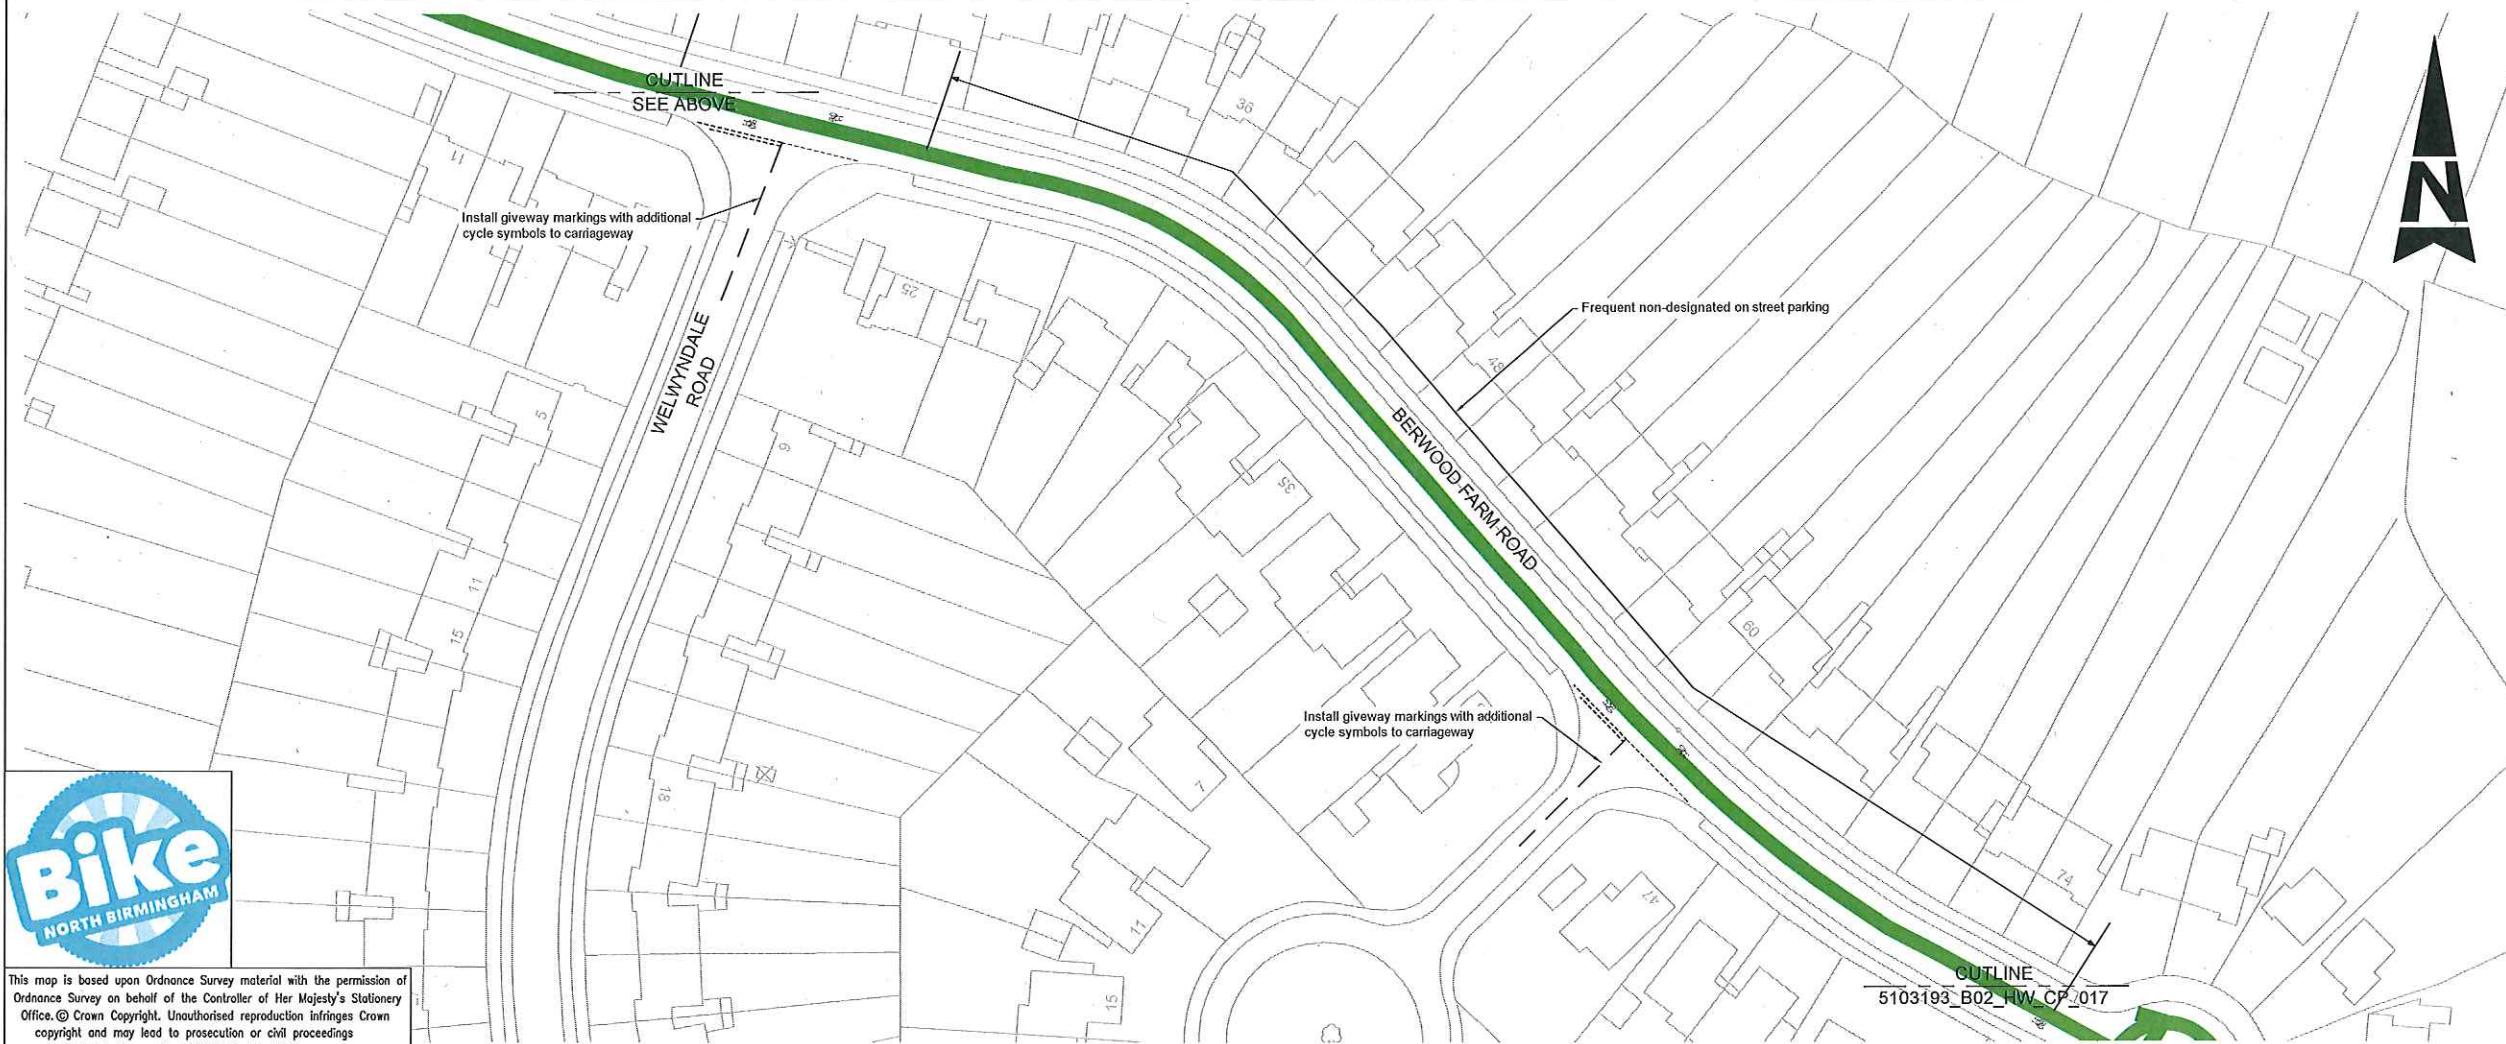 CUTLINE
SEE ABOVE
36
11
Install giveway markings with additional
cycle symbols to carriageway
N
25
Frequent non-designated on street parking
WELWYNDALE
ROAD
48
5
6
BERWOOD FARM ROAD
35
11
15
60
Install giveway markings with additional
cycle symbols to carriageway
7
18
74
47
11
15
CUTLINE
5103193_B02_HW_CP_017
Bike
NORTH BIRMINGHAM
This map is based upon Ordnance Survey material with the permission of
Ordnance Survey on behalf of the Controller of Her Majesty's Stationery
Office. © Crown Copyright. Unauthorised reproduction infringes Crown
copyright and may lead to prosecution or civil proceedings